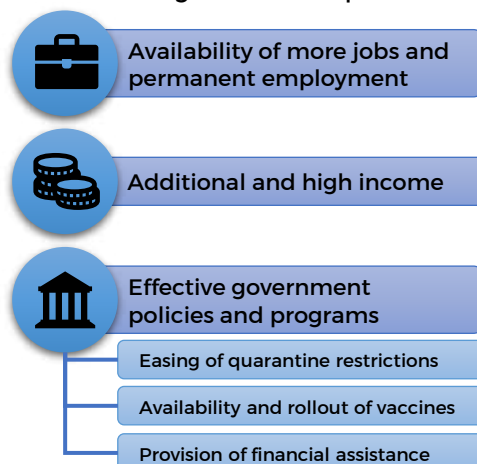 Availability of more jobs and
permanent employment
Additional and high income
Effective government
policies and programs
Easing of quarantine restrictions
Availability and rollout of vaccines
Provision of financial assistance